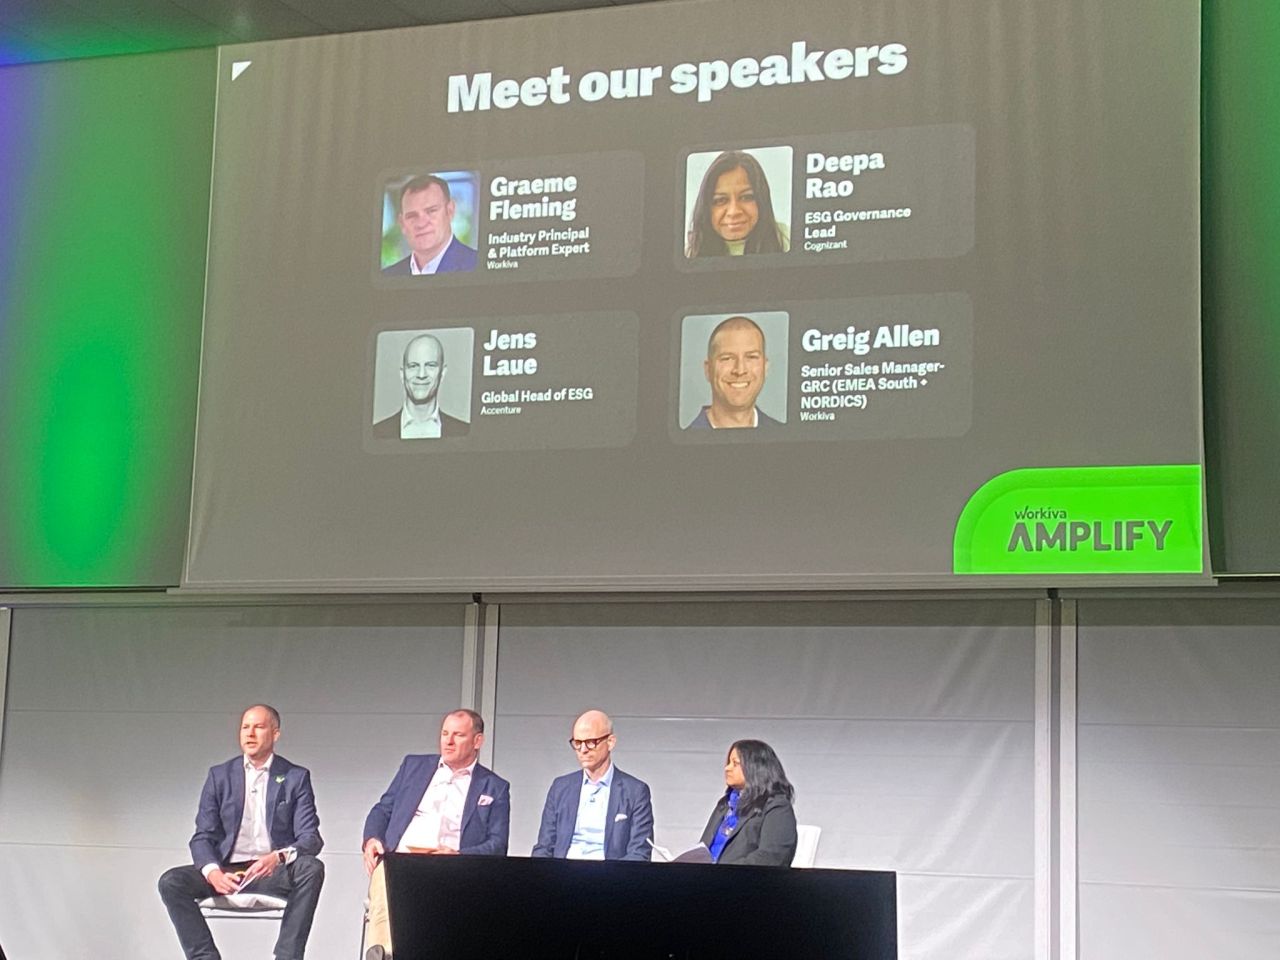 Meet our speakers
Graeme
Fleming
Industry Principal
& Platform Expert
Workiva
Deepa
Rao
ESG Governance
Lead
Cognizant
Jens
Laue
Global Head of ESG
Accenture
Greig Allen
Senior Sales Manager-
GRC (EMEA South +
NORDICS)
Workiva
workiva
AMPLIFY